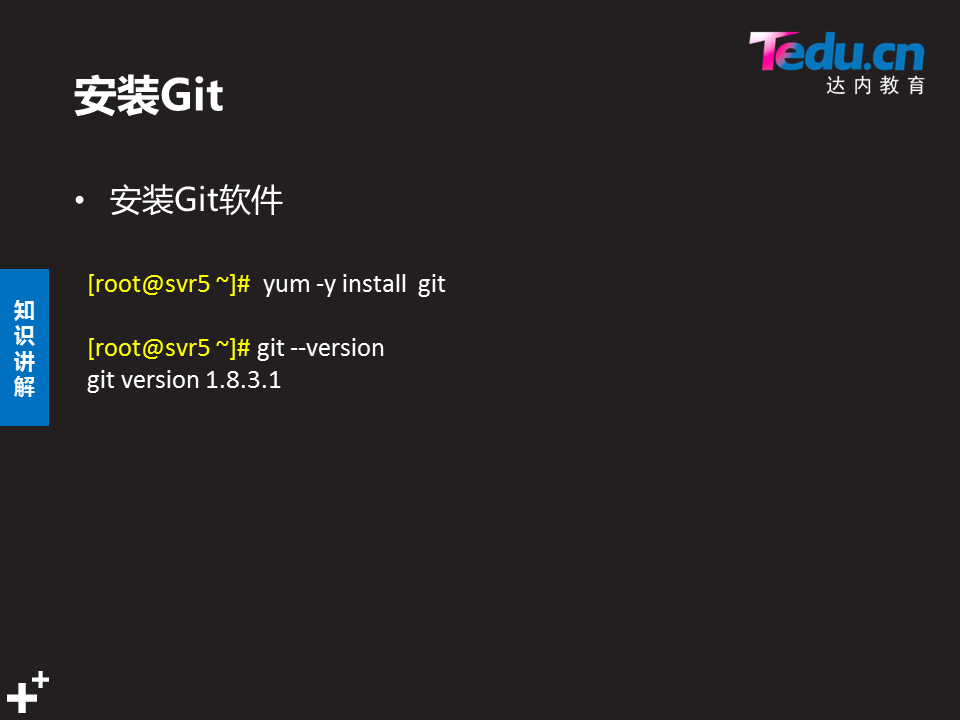 Tedu.cn
达内教育
安装Git
• 安装Git软件
[root@svr5 ~]#  yum -y install  git
[root@svr5 ~]# git --version
git version 1.8.3.1
知识讲解